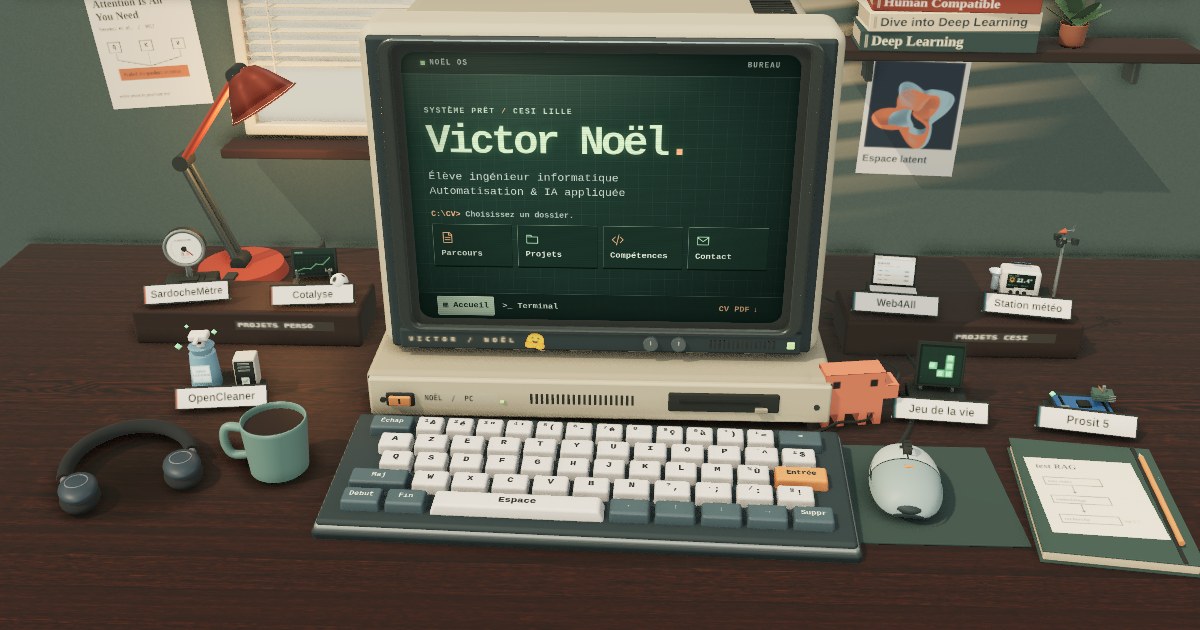 Attention Is All
You Need
Human Compatible
Dive into Deep Learning
Deep Learning
Espace latent
NOËL OS
BUREAU
SYSTÈME PRÊT / CESI LILLE
Victor Noël.
Élève ingénieur informatique
Automatisation & IA appliquée
C:\CV> Choisissez un dossier.
Parcours
Projets
Compétences
Contact
Accueil
>_ Terminal
CV PDF ↓
VICTOR / NOËL
NOËL / PC
SardocheMètre
Cotalyse
PROJETS PERSO
OpenCleaner
Web4All
Station météo
PROJETS CESI
Jeu de la vie
Prosit 5
test RAG
Échap
A Z E R T Y U I O P ^ $
Q S D F G H J K L M Ù
Entrée
Maj
W X C V B N , ; : !
Début
Fin
Espace
Suppr